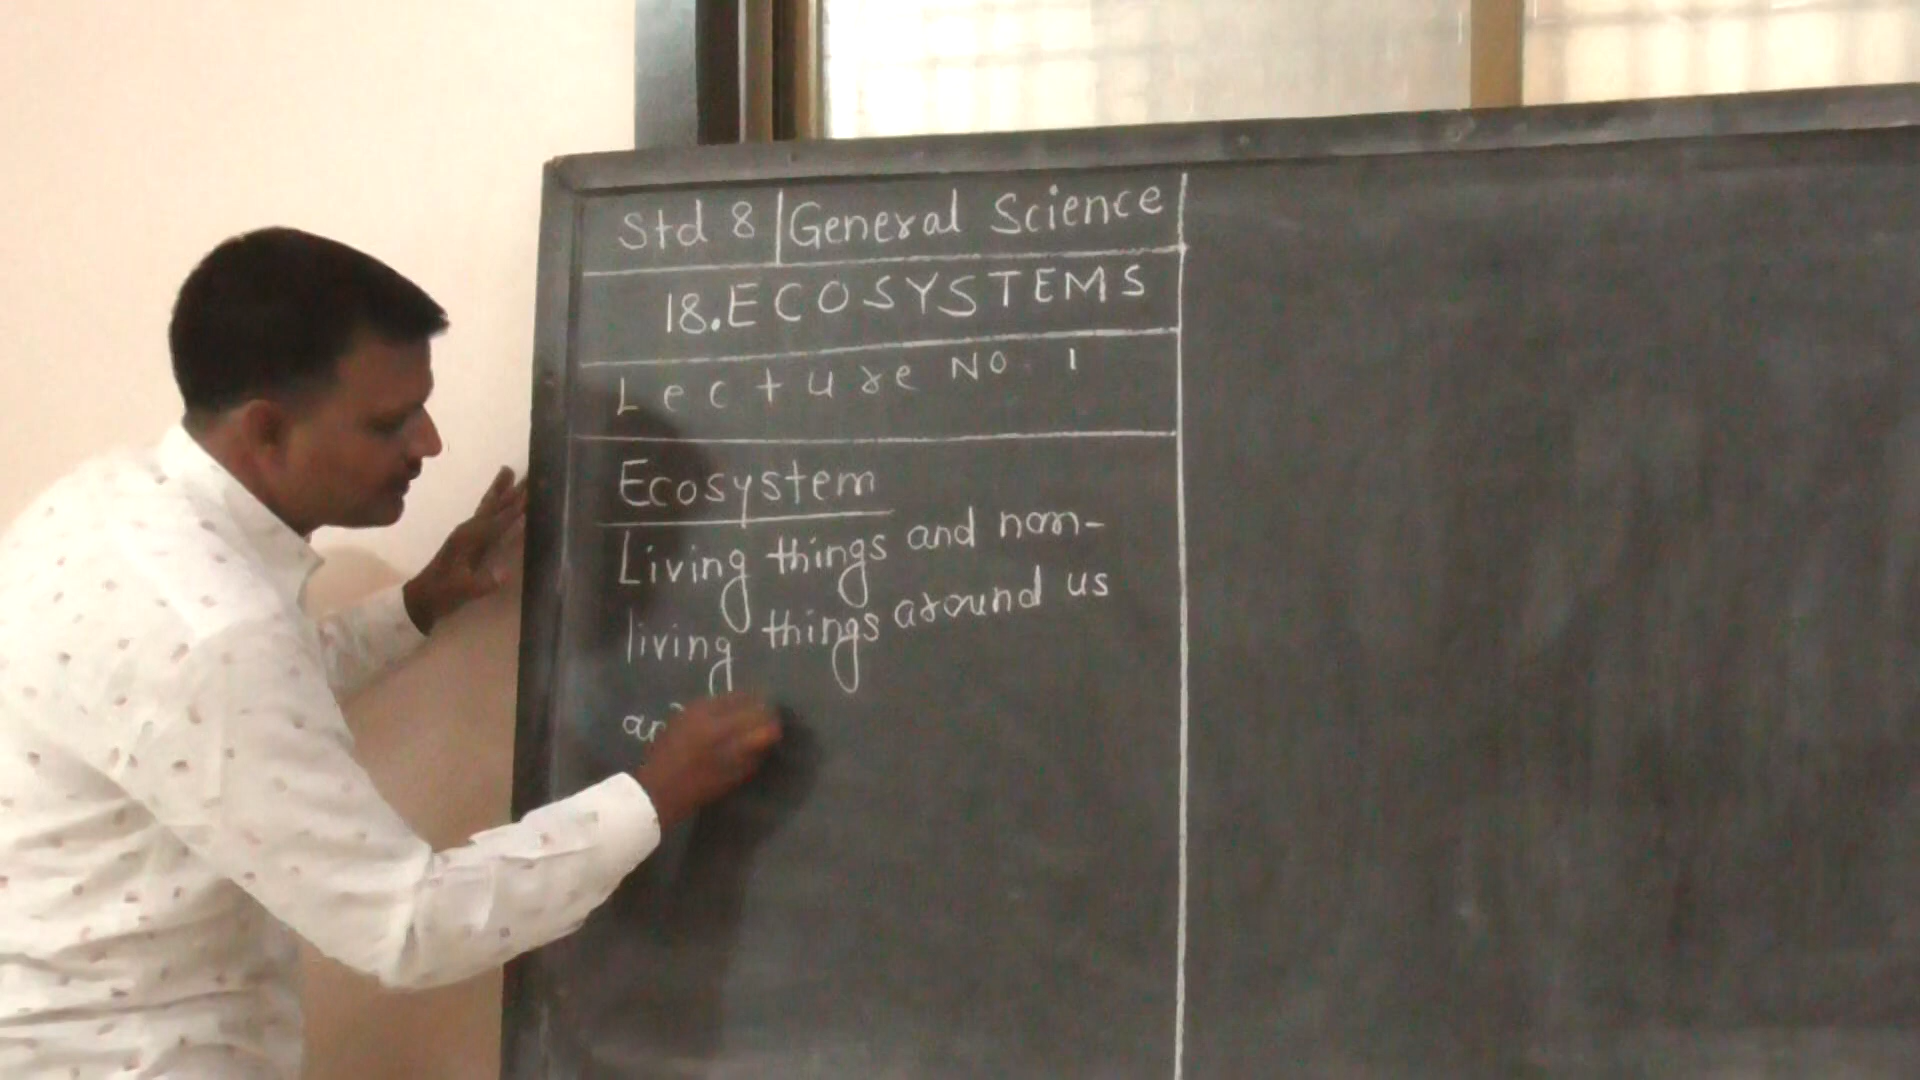 Std 8 | General Science
18. ECOSYSTEMS
Lecture No. 1
Ecosystem
Living things and non-
living things around us